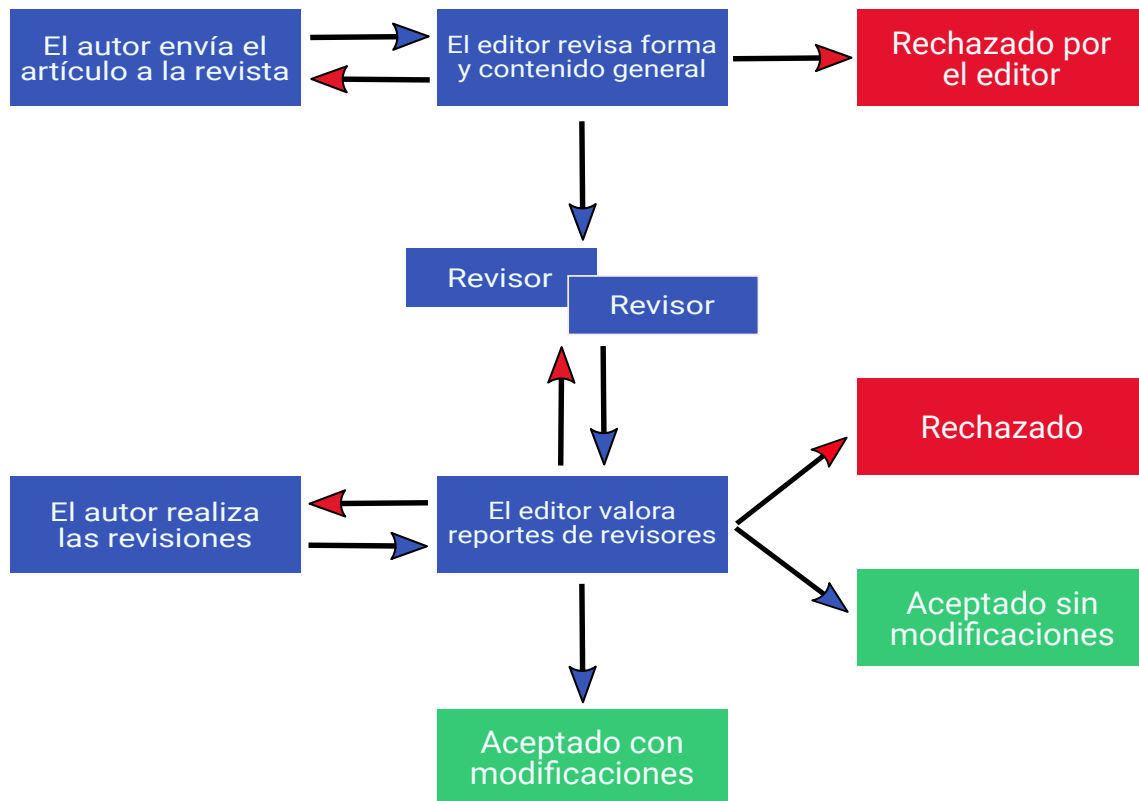 El autor envía el
artículo a la revista
El editor revisa forma
y contenido general
Rechazado por
el editor
Revisor
Revisor
Rechazado
El autor realiza
las revisiones
El editor valora
reportes de revisores
Aceptado sin
modificaciones
Aceptado con
modificaciones